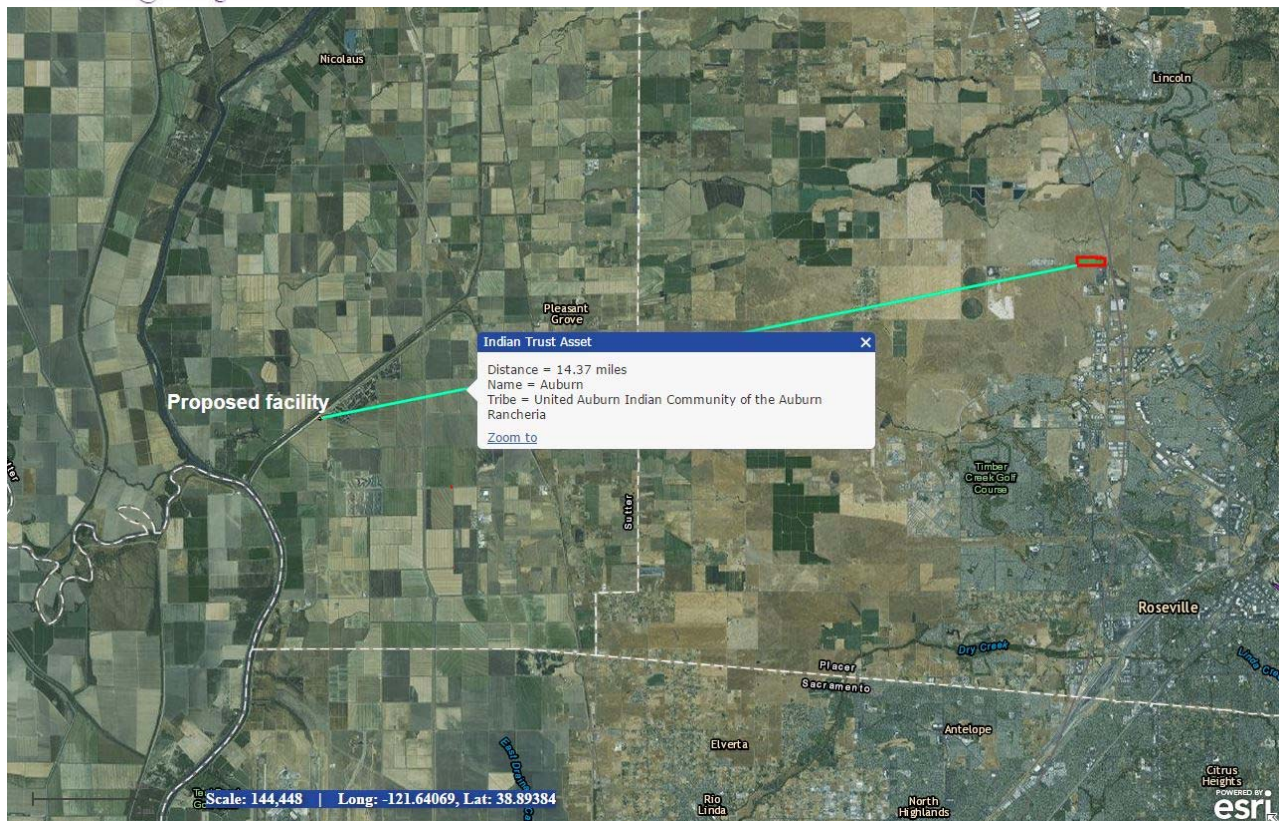 Nicolaus
Lincoln
Pleasant
Grove
Indian Trust Asset
Distance = 14.37 miles
Name = Auburn
Tribe = United Auburn Indian Community of the Auburn
Rancheria
Zoom to
Proposed facility
Timber
Creek Golf
Course
Sutter
Roseville
Dry Creek
Placer
Sacramento
Antelope
Elverta
Citrus
Heights
Rio
Linda
North
Highlands
Scale: 144,448 | Long: -121.64069, Lat: 38.89384
POWERED BY
esri